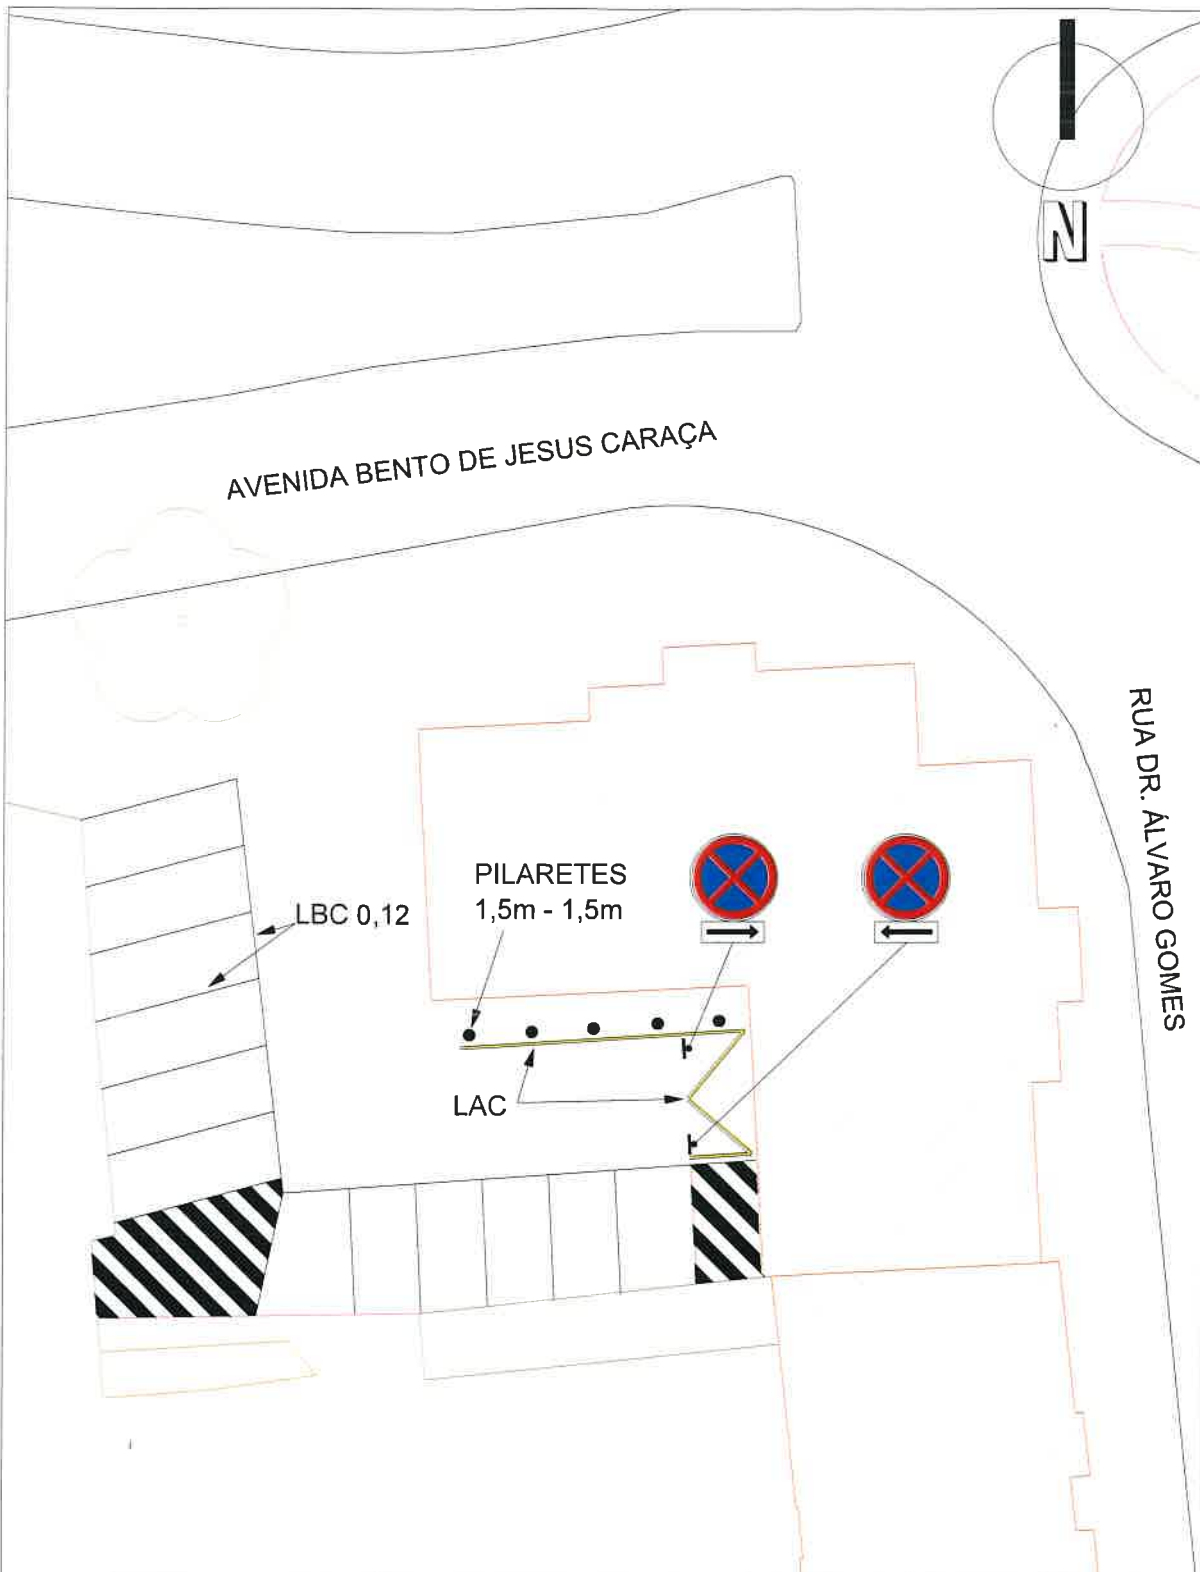 N
AVENIDA BENTO DE JESUS CARAÇA
RUA DR. ÁLVARO GOMES
PILARETES
1,5m - 1,5m
LBC 0,12
LAC